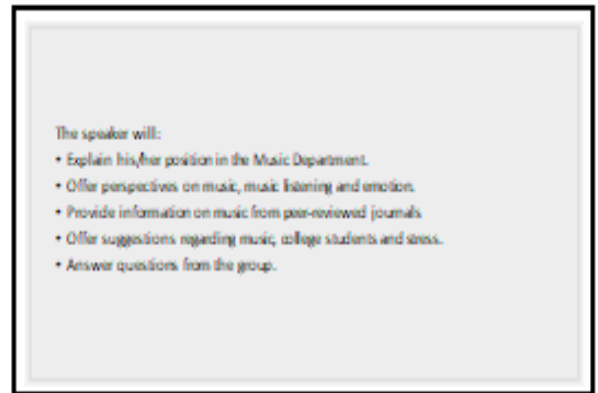 The speaker will:
• Explain his/her position in the Music Department.
• Offer perspectives on music, music listening and emotion.
• Provide information on music from peer-reviewed journals
• Offer suggestions regarding music, college students and stress.
• Answer questions from the group.